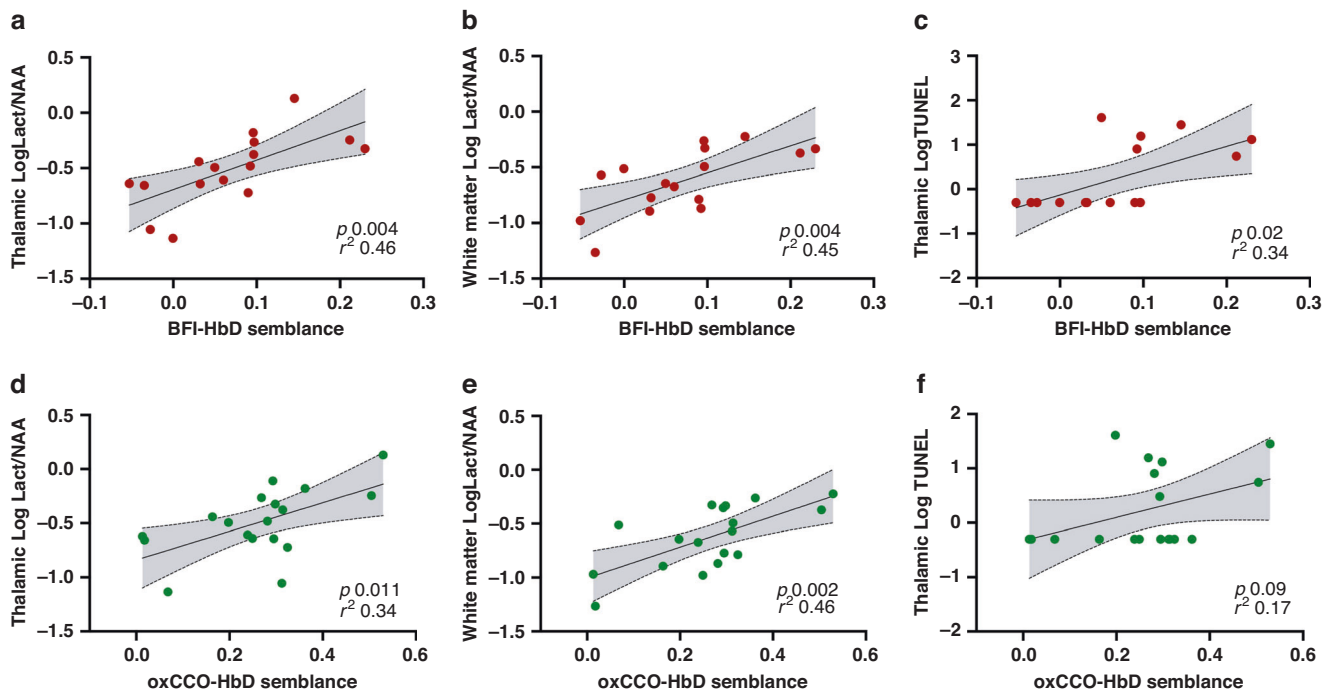 a
Thalamic LogLact/NAA
0.5
0.0
−0.5
−1.0
−1.5
−0.1 0.0 0.1 0.2 0.3
BFI-HbD semblance
p 0.004
r² 0.46
b
White matter Log Lact/NAA
0.5
0.0
−0.5
−1.0
−1.5
−0.1 0.0 0.1 0.2 0.3
BFI-HbD semblance
p 0.004
r² 0.45
c
Thalamic LogTUNEL
3
2
1
0
−1
−2
−0.1 0.0 0.1 0.2 0.3
BFI-HbD semblance
p 0.02
r² 0.34
d
Thalamic Log Lact/NAA
0.5
0.0
−0.5
−1.0
−1.5
0.0 0.2 0.4 0.6
oxCCO-HbD semblance
p 0.011
r² 0.34
e
White matter LogLact/NAA
0.5
0.0
−0.5
−1.0
−1.5
0.0 0.2 0.4 0.6
oxCCO-HbD semblance
p 0.002
r² 0.46
f
Thalamic Log TUNEL
2
1
0
−1
−2
0.0 0.2 0.4 0.6
oxCCO-HbD semblance
p 0.09
r² 0.17